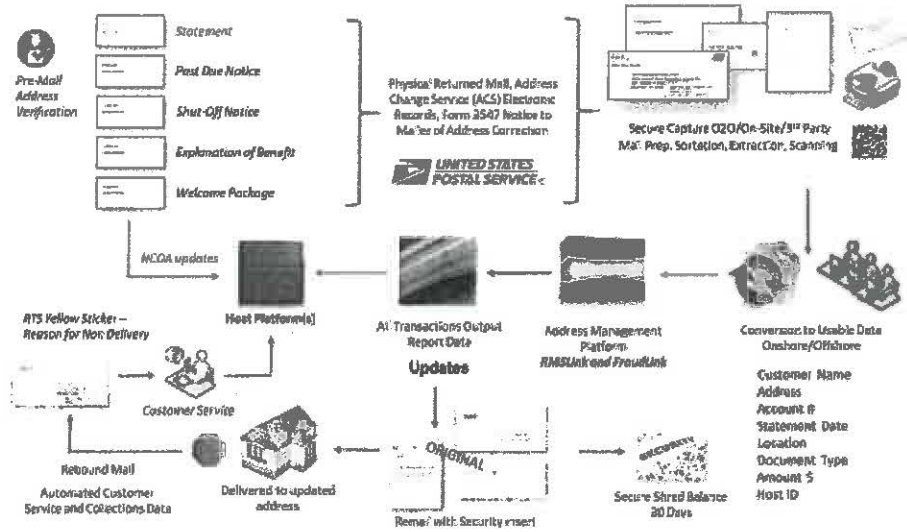 Pre-Mail
Address
Verification
Statement
Past Due Notice
Shut-Off Notice
Explanation of Benefit
Welcome Package
Physical Returned Mail, Address
Change Service (ACS) Electronic
Records, Form 3547 Notice to
Mailer of Address Correction
UNITED STATES
POSTAL SERVICE
Secure Capture O2O/On-Site/3rd Party
Mail Prep, Sortation, Extraction, Scanning
NCOA updates
Host Platform(s)
All Transactions Output
Report Data
Updates
Address Management
Platform
RMSLink and FraudLink
Conversion to Usable Data
Onshore/Offshore
Customer Name
Address
Account #
Statement Date
Location
Document Type
Amount $
Host ID
RTS Yellow Sticker –
Reason for Non Delivery
Customer Service
Rebound Mail
Automated Customer
Service and Collections Data
Delivered to updated
address
ORIGINAL
Remail with Security insert
SECURITY
Secure Shred Balance
30 Days